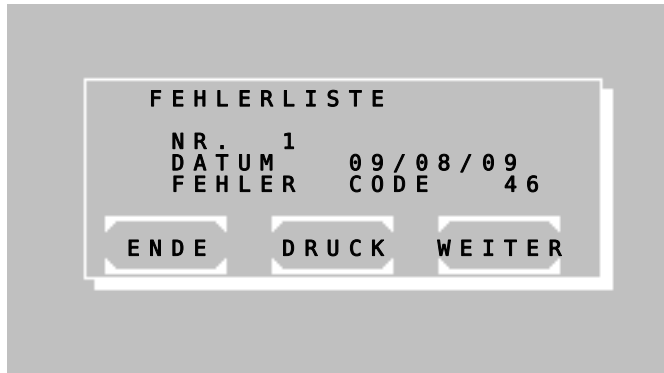 FEHLERLISTE
NR. 1
DATUM 09/08/09
FEHLER CODE 46
ENDE DRUCK WEITER